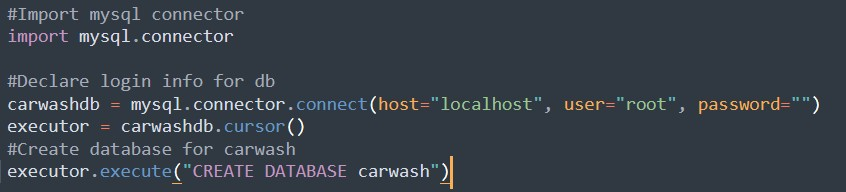 #Import mysql connector
import mysql.connector
#Declare login info for db
carwashdb = mysql.connector.connect(host="localhost", user="root", password="")
executor = carwashdb.cursor()
#Create database for carwash
executor.execute("CREATE DATABASE carwash")